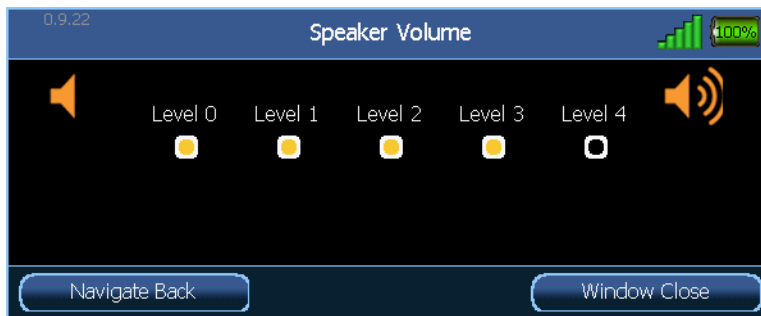 0.9.22
Speaker Volume
100%
Level 0 Level 1 Level 2 Level 3 Level 4
Navigate Back Window Close